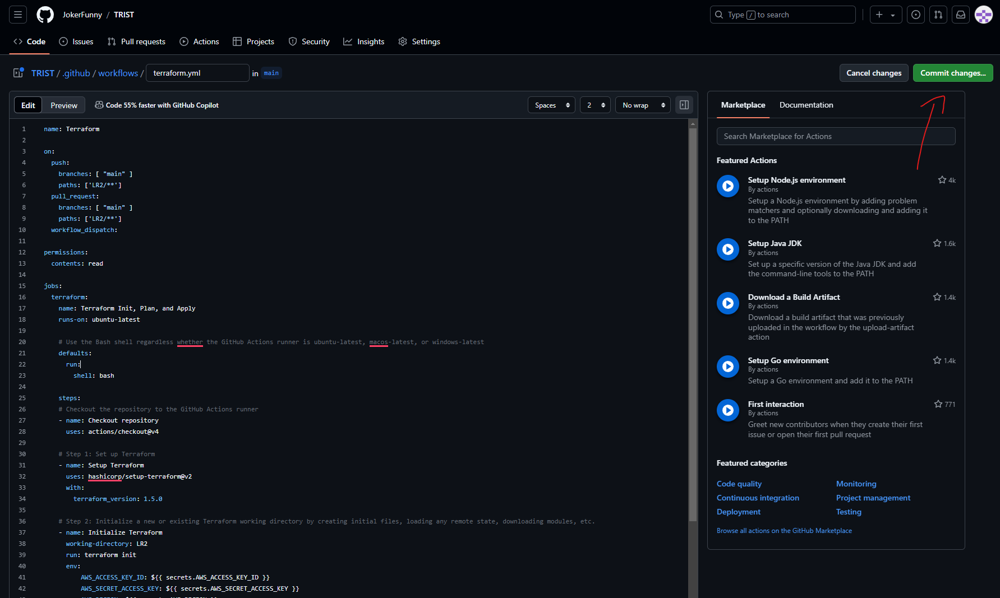 JokerFunny / TRIST
Type / to search
Code Issues Pull requests Actions Projects Security Insights Settings
TRIST / .github / workflows / terraform.yml in main
Cancel changes Commit changes...
Edit Preview Code 55% faster with GitHub Copilot Spaces 2 No wrap
1 name: Terraform
2
3 on:
4 push:
5 branches: [ "main" ]
6 paths: ['LR2/**']
7 pull_request:
8 branches: [ "main" ]
9 paths: ['LR2/**']
10 workflow_dispatch:
11
12 permissions:
13 contents: read
14
15 jobs:
16 terraform:
17 name: Terraform Init, Plan, and Apply
18 runs-on: ubuntu-latest
19
20 # Use the Bash shell regardless whether the GitHub Actions runner is ubuntu-latest, macos-latest, or windows-latest
21 defaults:
22 run:
23 shell: bash
24
25 steps:
26 # Checkout the repository to the GitHub Actions runner
27 - name: Checkout repository
28 uses: actions/checkout@v4
29
30 # Step 1: Set up Terraform
31 - name: Setup Terraform
32 uses: hashicorp/setup-terraform@v2
33 with:
34 terraform_version: 1.5.0
35
36 # Step 2: Initialize a new or existing Terraform working directory by creating initial files, loading any remote state, downloading modules, etc.
37 - name: Initialize Terraform
38 working-directory: LR2
39 run: terraform init
40 env:
41 AWS_ACCESS_KEY_ID: ${{ secrets.AWS_ACCESS_KEY_ID }}
42 AWS_SECRET_ACCESS_KEY: ${{ secrets.AWS_SECRET_ACCESS_KEY }}
Marketplace Documentation
Search Marketplace for Actions
Featured Actions
Setup Node.js environment 4k
By actions
Setup a Node.js environment by adding problem
matchers and optionally downloading and adding it
to the PATH
Setup Java JDK 1.6k
By actions
Set up a specific version of the Java JDK and add
the command-line tools to the PATH
Download a Build Artifact 1.4k
By actions
Download a build artifact that was previously
uploaded in the workflow by the upload-artifact
action
Setup Go environment 1.4k
By actions
Setup a Go environment and add it to the PATH
First interaction 771
By actions
Greet new contributors when they create their first
issue or open their first pull request
Featured categories
Code quality Monitoring
Continuous integration Project management
Deployment Testing
Browse all actions on the GitHub Marketplace